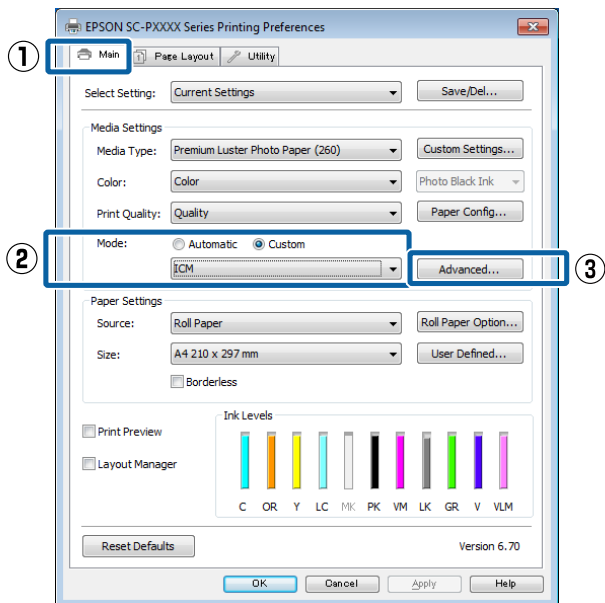 EPSON SC-PXXXX Series Printing Preferences
① Main Page Layout Utility
Select Setting: Current Settings Save/Del...
Media Settings
Media Type: Premium Luster Photo Paper (260) Custom Settings...
Color: Color Photo Black Ink
Print Quality: Quality Paper Config...
② Mode: Automatic Custom
ICM Advanced... ③
Paper Settings
Source: Roll Paper Roll Paper Option...
Size: A4 210 x 297 mm User Defined...
Borderless
Ink Levels
Print Preview
Layout Manager
C OR Y LC MK PK VM LK GR V VLM
Reset Defaults Version 6.70
OK Cancel Apply Help